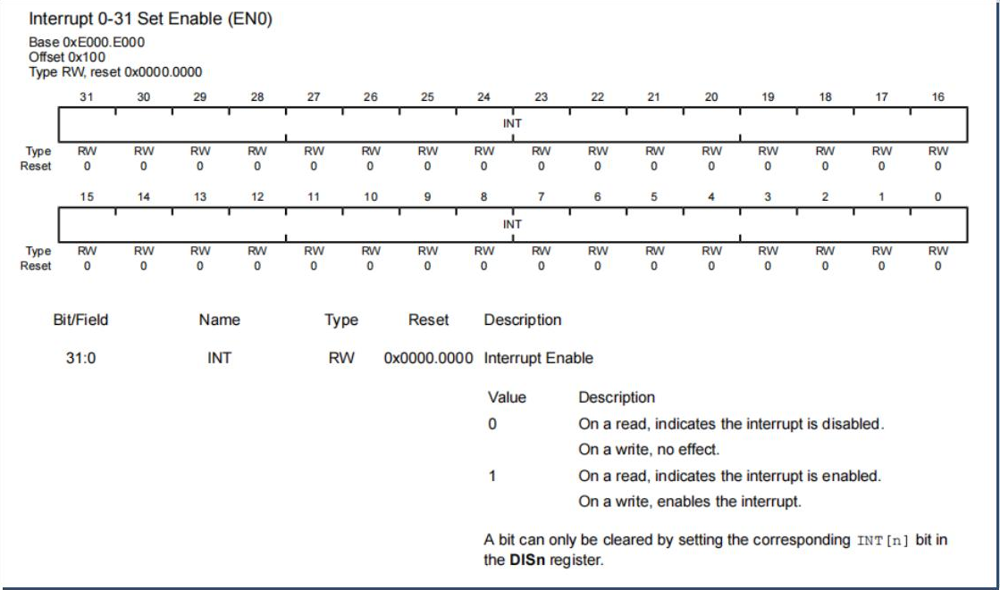 Interrupt 0-31 Set Enable (EN0)
Base 0xE000.E000
Offset 0x100
Type RW, reset 0x0000.0000
31 30 29 28 27 26 25 24 23 22 21 20 19 18 17 16
INT
Type RW RW RW RW RW RW RW RW RW RW RW RW RW RW RW RW
Reset 0 0 0 0 0 0 0 0 0 0 0 0 0 0 0 0
15 14 13 12 11 10 9 8 7 6 5 4 3 2 1 0
INT
Type RW RW RW RW RW RW RW RW RW RW RW RW RW RW RW RW
Reset 0 0 0 0 0 0 0 0 0 0 0 0 0 0 0 0
Bit/Field Name Type Reset Description
31:0 INT RW 0x0000.0000 Interrupt Enable
Value Description
0 On a read, indicates the interrupt is disabled.
On a write, no effect.
1 On a read, indicates the interrupt is enabled.
On a write, enables the interrupt.
A bit can only be cleared by setting the corresponding INT[n] bit in
the DISn register.